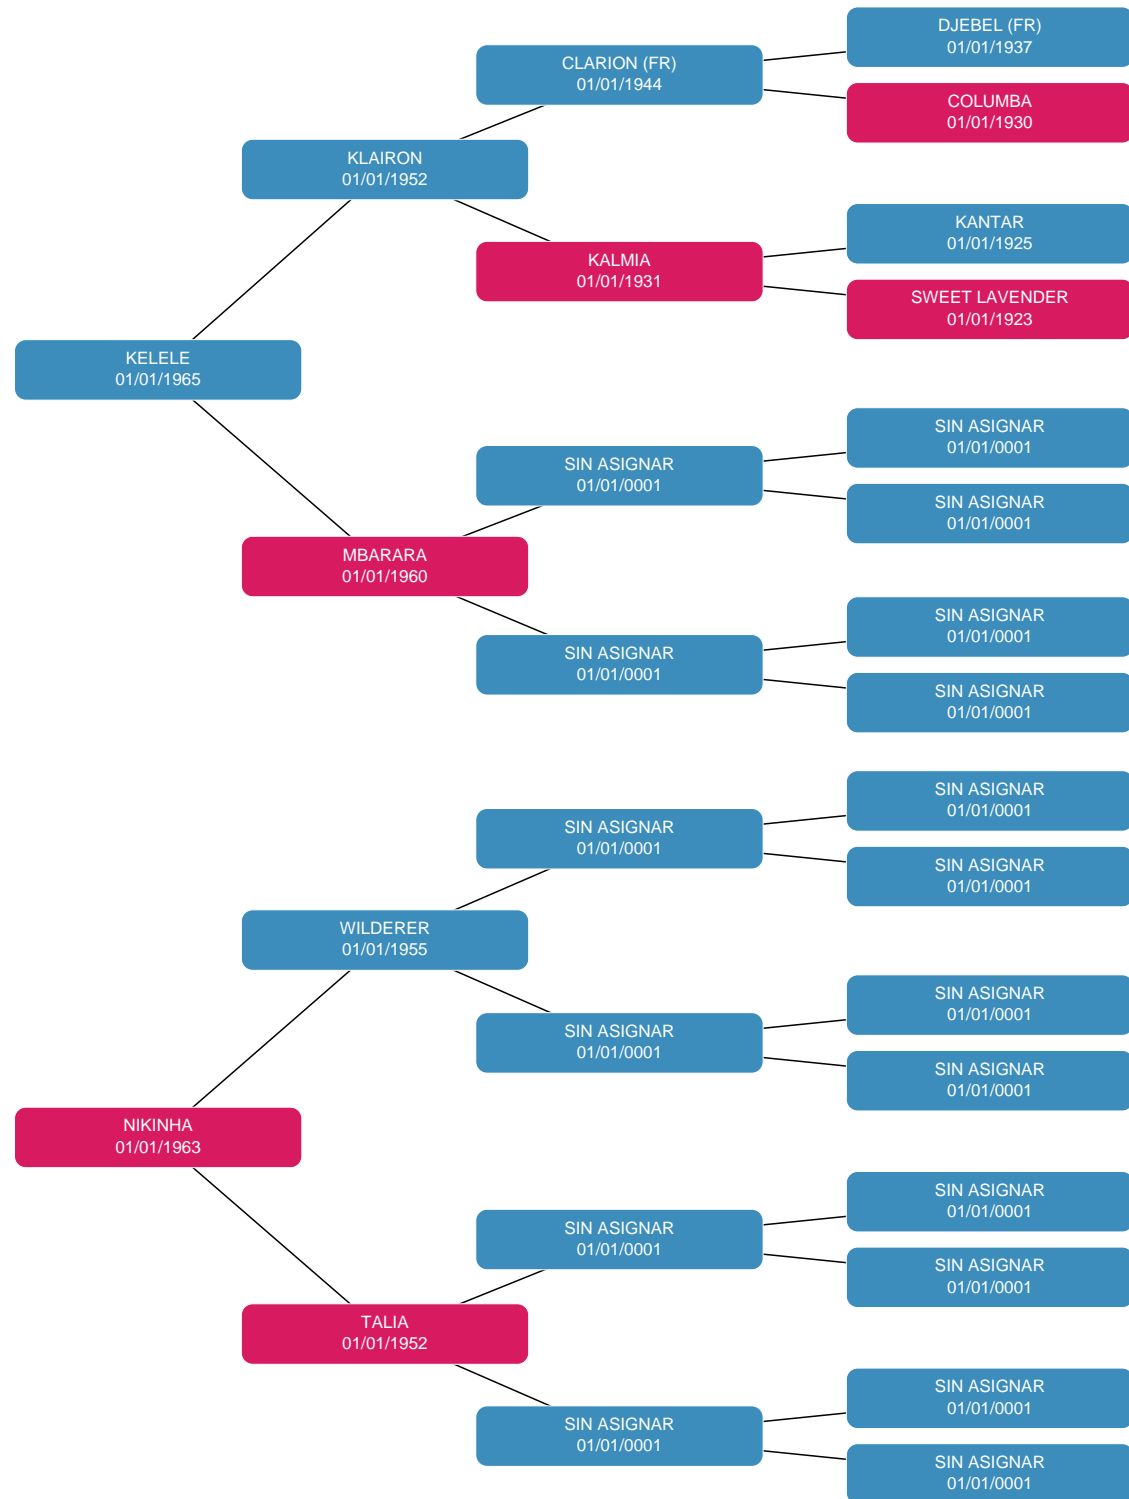 DJEBEL (FR)
01/01/1937
CLARION (FR)
01/01/1944
COLUMBA
01/01/1930
KLAIRON
01/01/1952
KANTAR
01/01/1925
KALMIA
01/01/1931
SWEET LAVENDER
01/01/1923
KELELE
01/01/1965
SIN ASIGNAR
01/01/0001
SIN ASIGNAR
01/01/0001
SIN ASIGNAR
01/01/0001
MBARARA
01/01/1960
SIN ASIGNAR
01/01/0001
SIN ASIGNAR
01/01/0001
SIN ASIGNAR
01/01/0001
SIN ASIGNAR
01/01/0001
SIN ASIGNAR
01/01/0001
SIN ASIGNAR
01/01/0001
WILDERER
01/01/1955
SIN ASIGNAR
01/01/0001
SIN ASIGNAR
01/01/0001
SIN ASIGNAR
01/01/0001
NIKINHA
01/01/1963
SIN ASIGNAR
01/01/0001
SIN ASIGNAR
01/01/0001
SIN ASIGNAR
01/01/0001
TALIA
01/01/1952
SIN ASIGNAR
01/01/0001
SIN ASIGNAR
01/01/0001
SIN ASIGNAR
01/01/0001